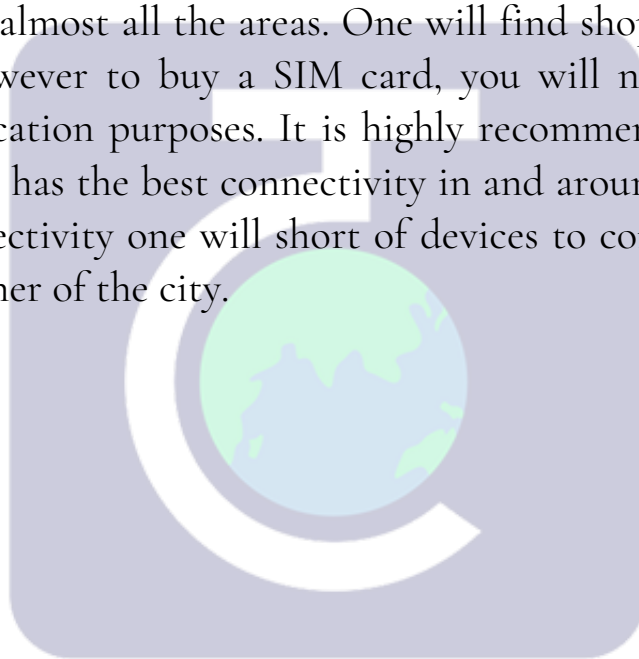 almost all the areas. One will find sho
wever to buy a SIM card, you will n
cation purposes. It is highly recomme
has the best connectivity in and arou
ectivity one will short of devices to co
ner of the city.